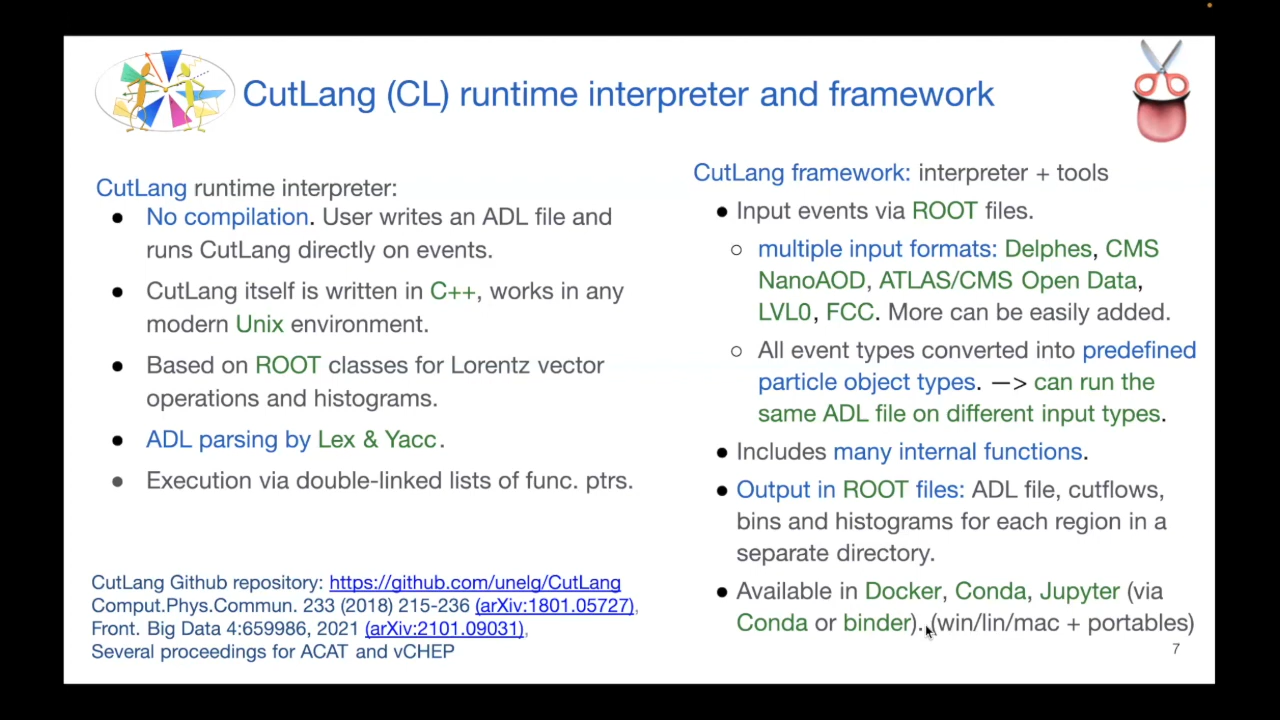 CutLang (CL) runtime interpreter and framework
CutLang runtime interpreter:
● No compilation. User writes an ADL file and
runs CutLang directly on events.
● CutLang itself is written in C++, works in any
modern Unix environment.
● Based on ROOT classes for Lorentz vector
operations and histograms.
● ADL parsing by Lex & Yacc.
● Execution via double-linked lists of func. ptrs.
CutLang Github repository: https://github.com/unelg/CutLang
Comput.Phys.Commun. 233 (2018) 215-236 (arXiv:1801.05727),
Front. Big Data 4:659986, 2021 (arXiv:2101.09031),
Several proceedings for ACAT and vCHEP
CutLang framework: interpreter + tools
● Input events via ROOT files.
○ multiple input formats: Delphes, CMS
NanoAOD, ATLAS/CMS Open Data,
LVL0, FCC. More can be easily added.
○ All event types converted into predefined
particle object types. —> can run the
same ADL file on different input types.
● Includes many internal functions.
● Output in ROOT files: ADL file, cutflows,
bins and histograms for each region in a
separate directory.
● Available in Docker, Conda, Jupyter (via
Conda or binder). (win/lin/mac + portables)
7